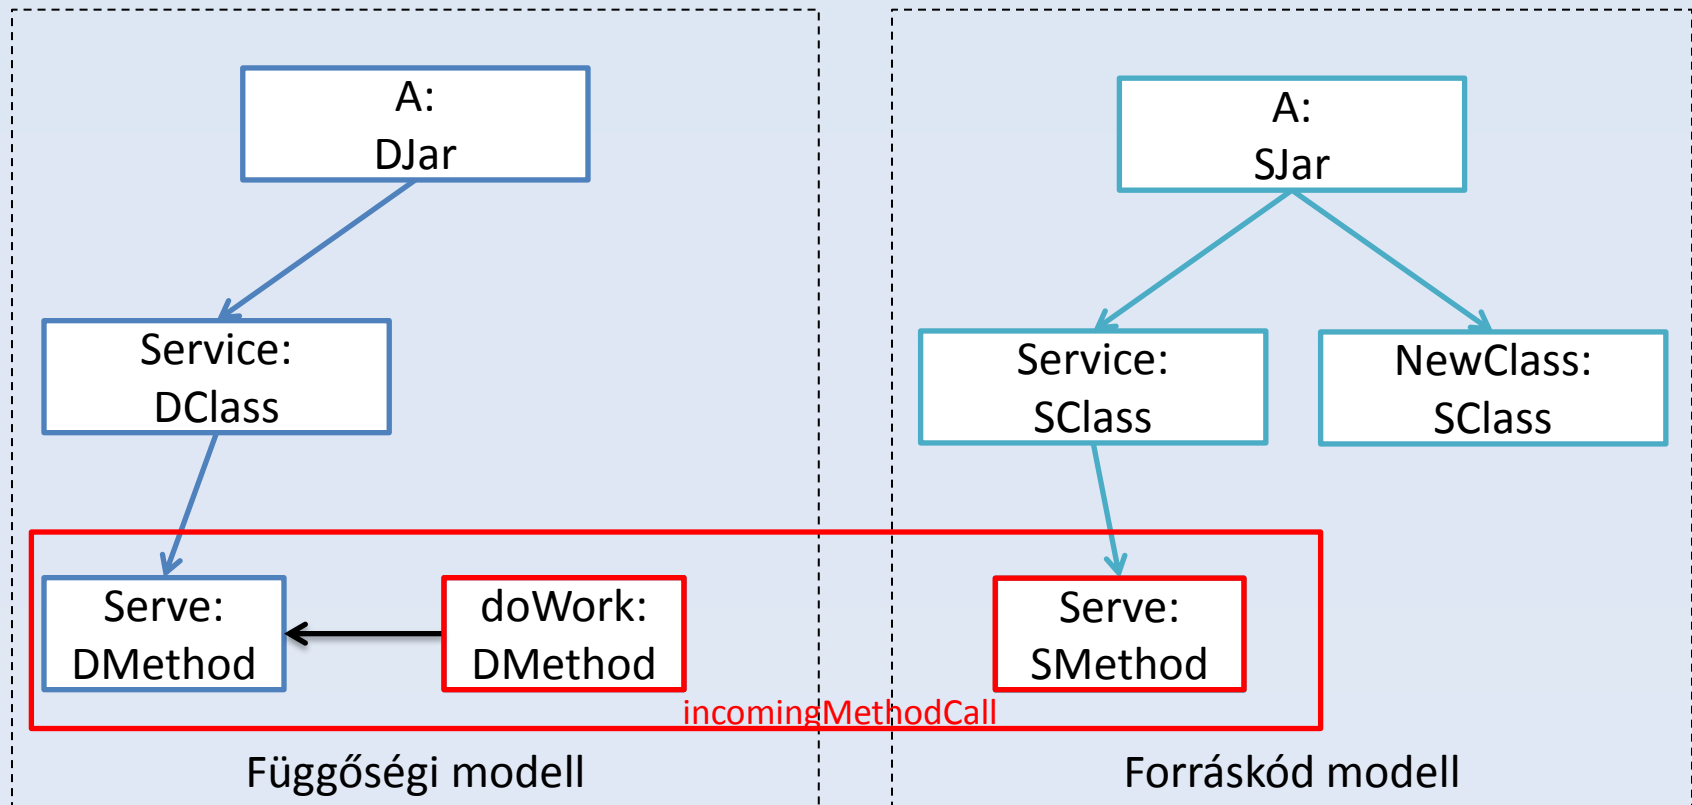 A:
DJar
A:
SJar
Service:
DClass
Service:
SClass
NewClass:
SClass
Serve:
DMethod
doWork:
DMethod
Serve:
SMethod
incomingMethodCall
Függőségi modell
Forráskód modell